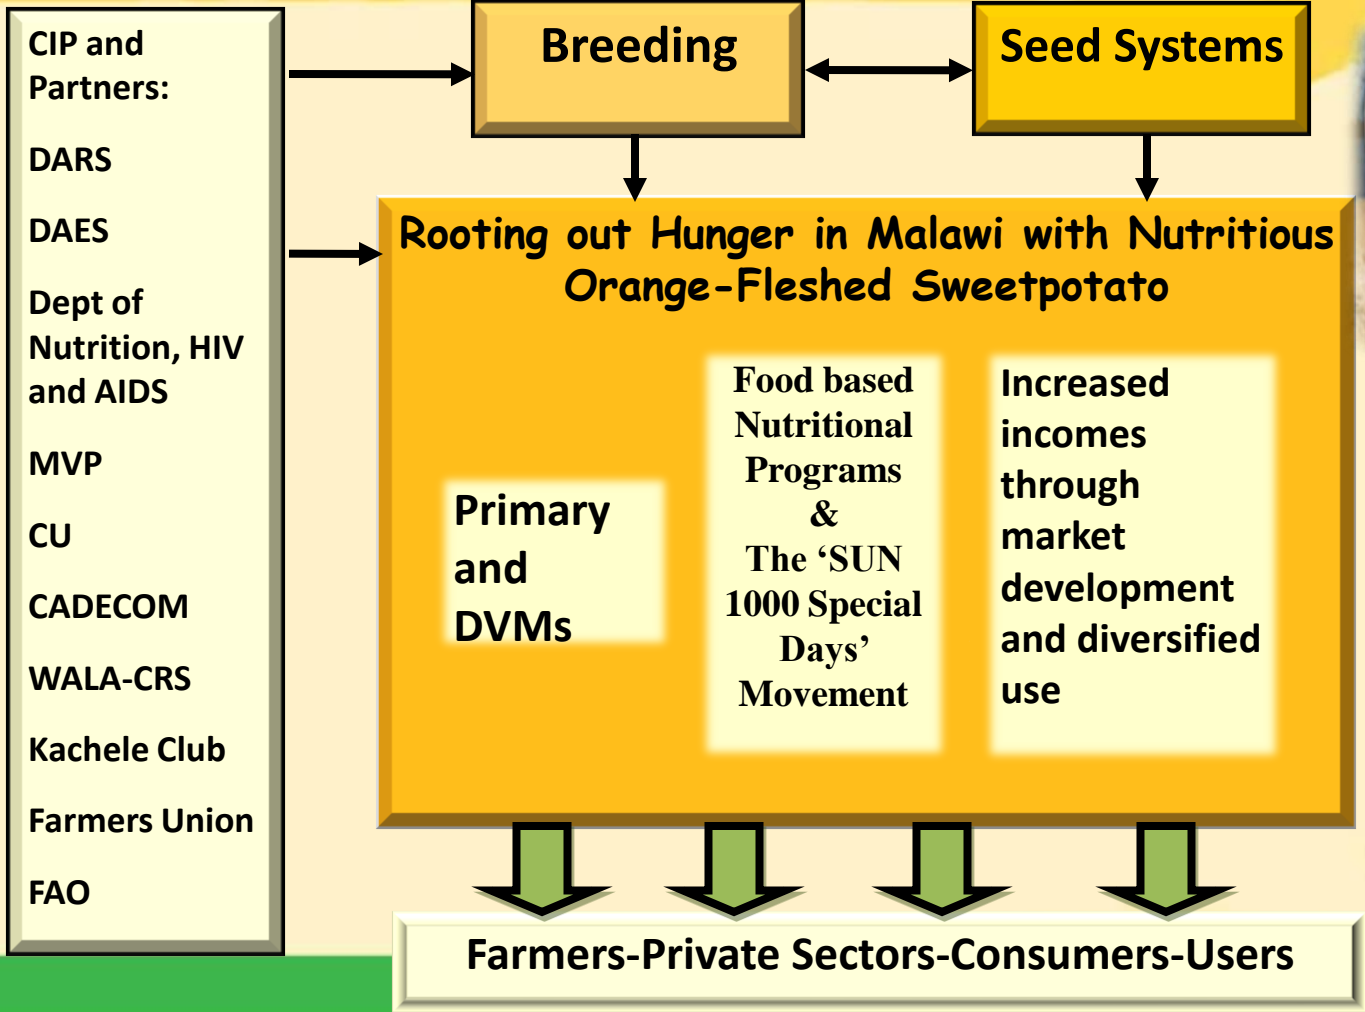 CIP and
Partners:
DARS
DAES
Dept of
Nutrition, HIV
and AIDS
MVP
CU
CADECOM
WALA-CRS
Kachele Club
Farmers Union
FAO
Breeding
Seed Systems
Rooting out Hunger in Malawi with Nutritious
Orange-Fleshed Sweetpotato
Primary
and
DVMs
Food based
Nutritional
Programs
&
The ‘SUN
1000 Special
Days’
Movement
Increased
incomes
through
market
development
and diversified
use
Farmers-Private Sectors-Consumers-Users